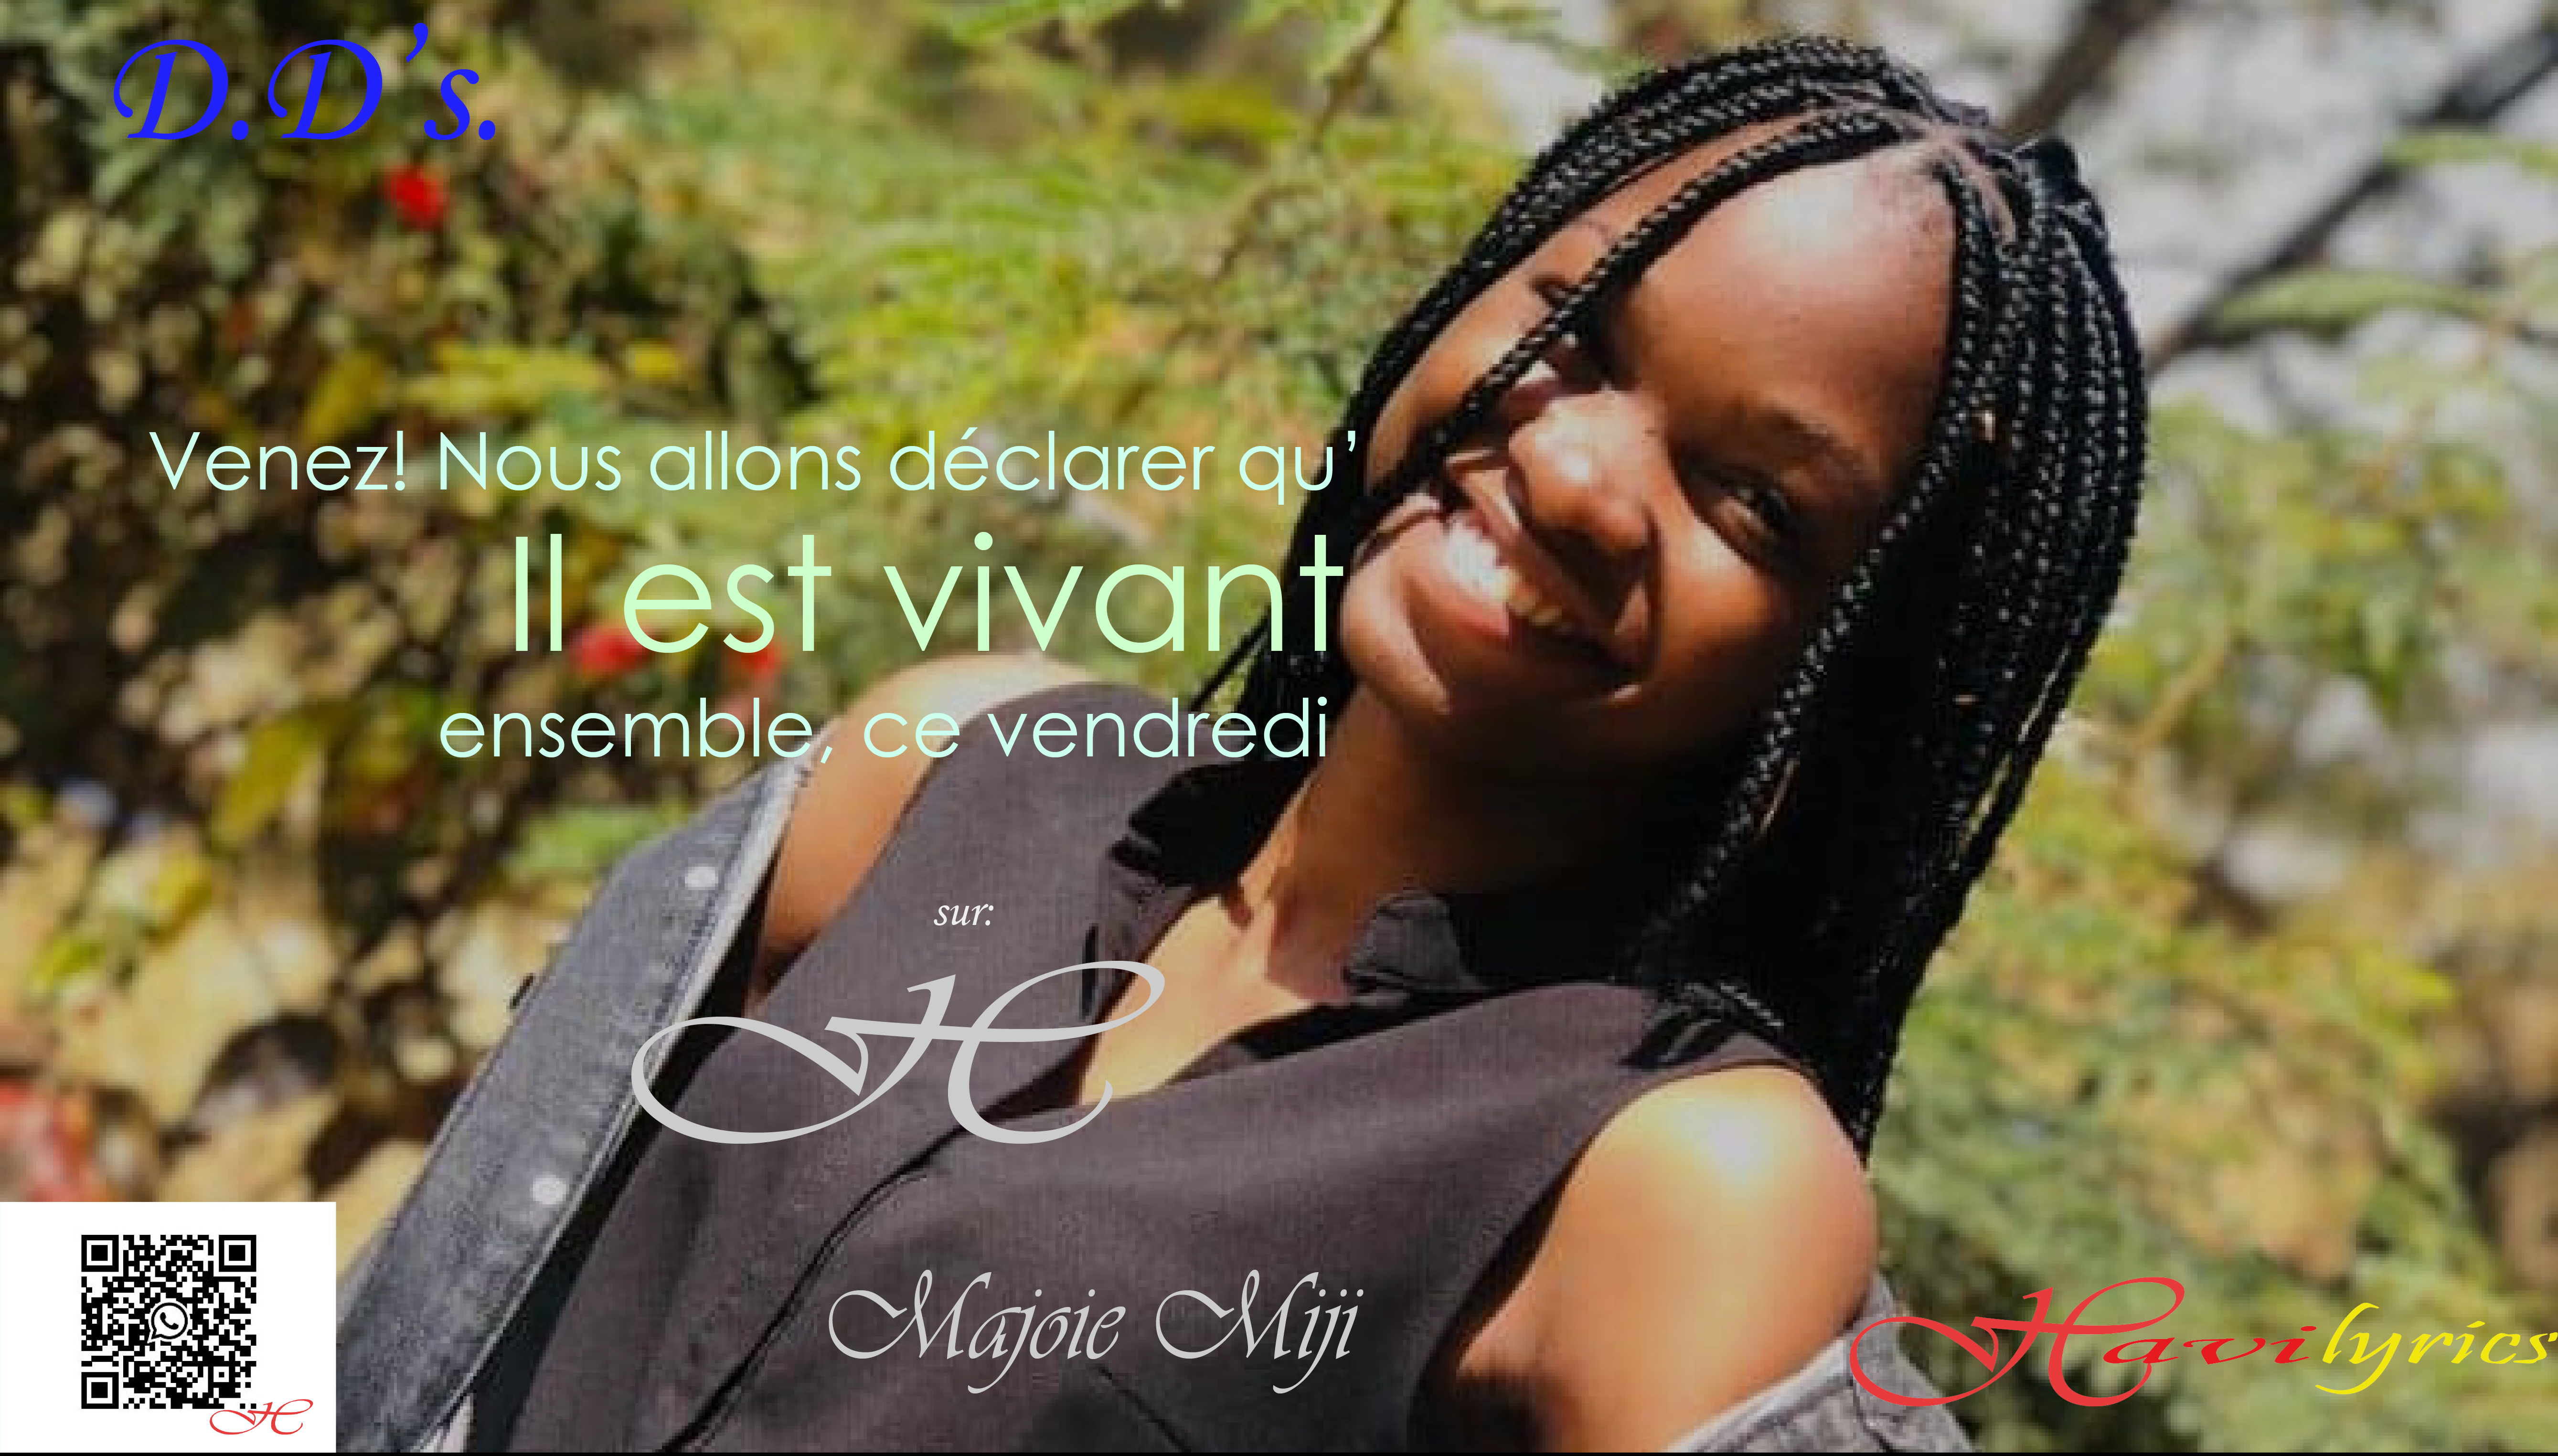 D.D’s.
Venez! Nous allons déclarer qu’
Il est vivant
ensemble, ce vendredi
sur:
H
Majoie Miji
Havilyrics
H